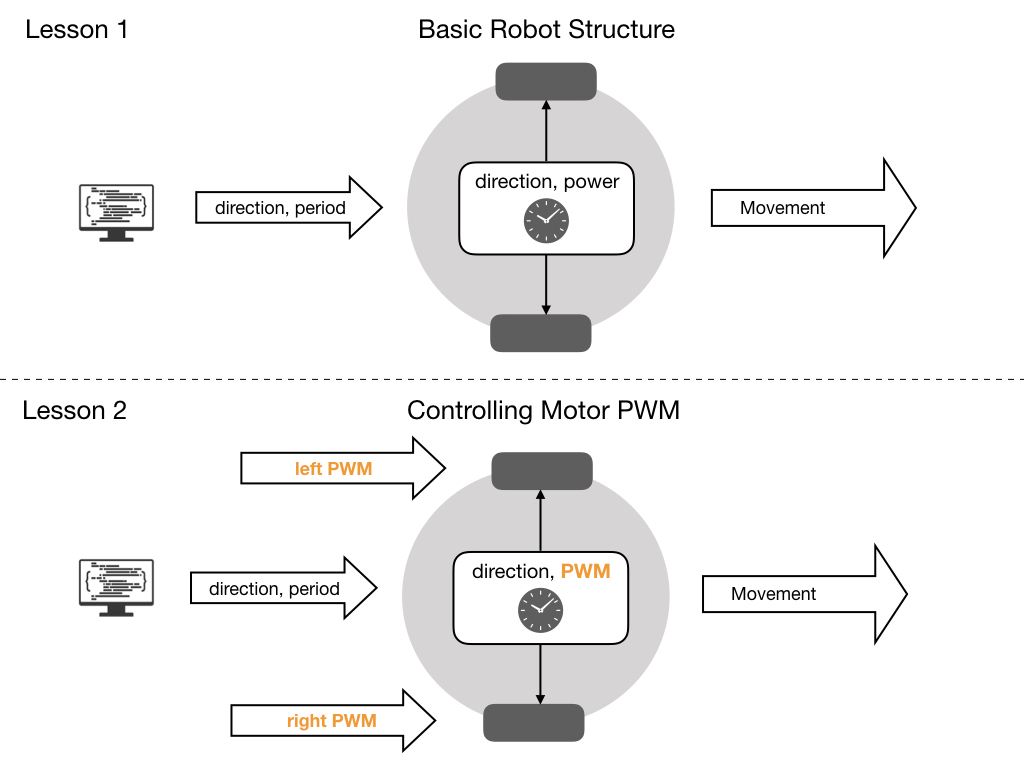 Lesson 1
Basic Robot Structure
direction, power
direction, period
Movement
Lesson 2
Controlling Motor PWM
left PWM
direction, PWM
direction, period
Movement
right PWM